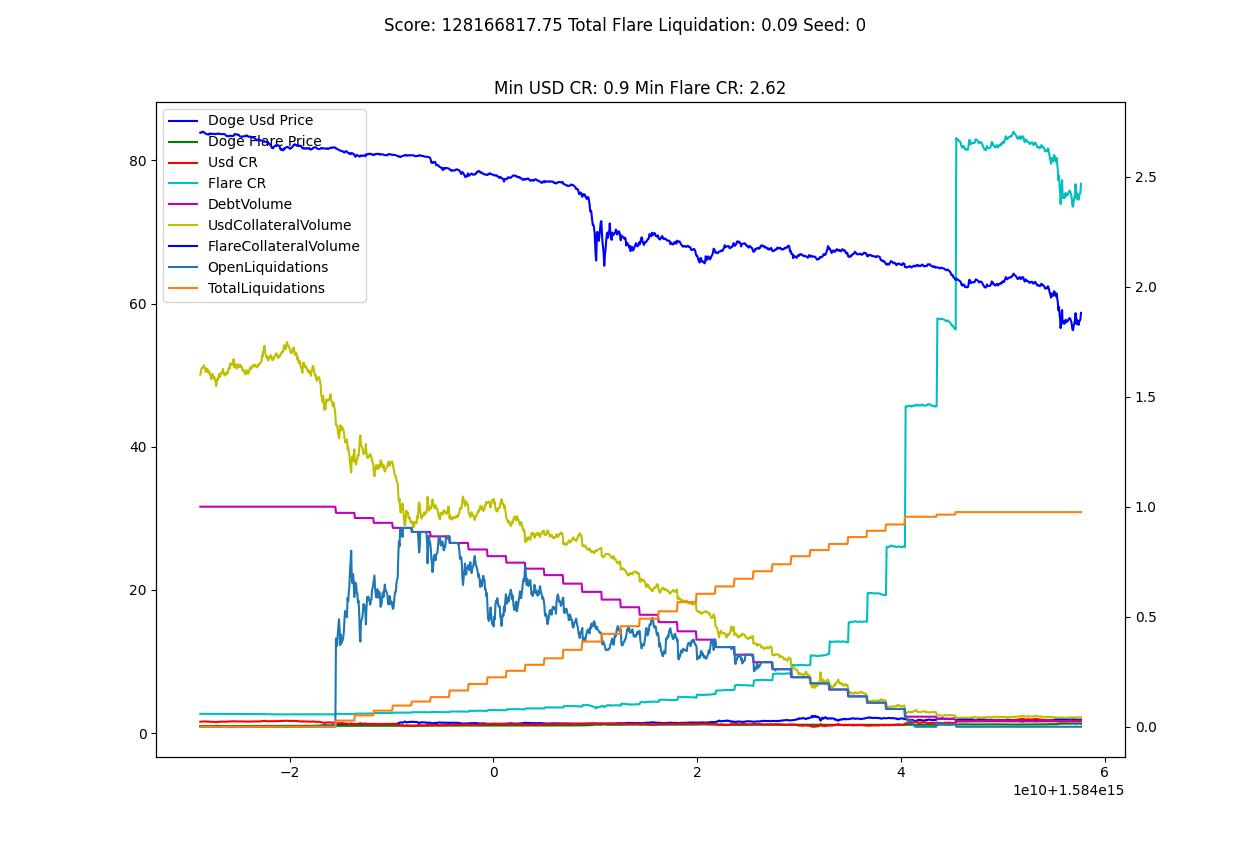 Score: 128166817.75 Total Flare Liquidation: 0.09 Seed: 0
Min USD CR: 0.9 Min Flare CR: 2.62
Doge Usd Price
Doge Flare Price
Usd CR
Flare CR
DebtVolume
UsdCollateralVolume
FlareCollateralVolume
OpenLiquidations
TotalLiquidations
80
60
40
20
0
2.5
2.0
1.5
1.0
0.5
0.0
−2
0
2
4
6
1e10+1.584e15